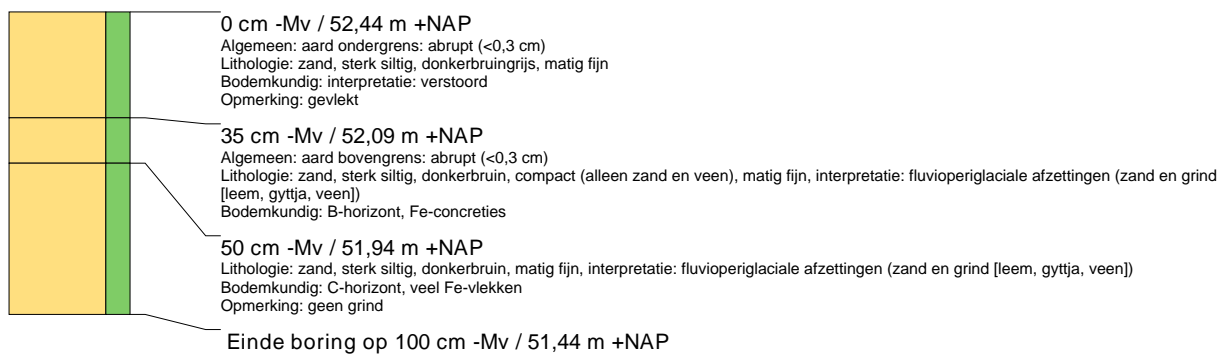 0 cm -Mv / 52,44 m +NAP
Algemeen: aard ondergrens: abrupt (<0,3 cm)
Lithologie: zand, sterk siltig, donkerbruingrijs, matig fijn
Bodemkundig: interpretatie: verstoord
Opmerking: gevlekt
35 cm -Mv / 52,09 m +NAP
Algemeen: aard bovengrens: abrupt (<0,3 cm)
Lithologie: zand, sterk siltig, donkerbruin, compact (alleen zand en veen), matig fijn, interpretatie: fluvioperiglaciale afzettingen (zand en grind
[leem, gyttja, veen])
Bodemkundig: B-horizont, Fe-concreties
50 cm -Mv / 51,94 m +NAP
Lithologie: zand, sterk siltig, donkerbruin, matig fijn, interpretatie: fluvioperiglaciale afzettingen (zand en grind [leem, gyttja, veen])
Bodemkundig: C-horizont, veel Fe-vlekken
Opmerking: geen grind
Einde boring op 100 cm -Mv / 51,44 m +NAP